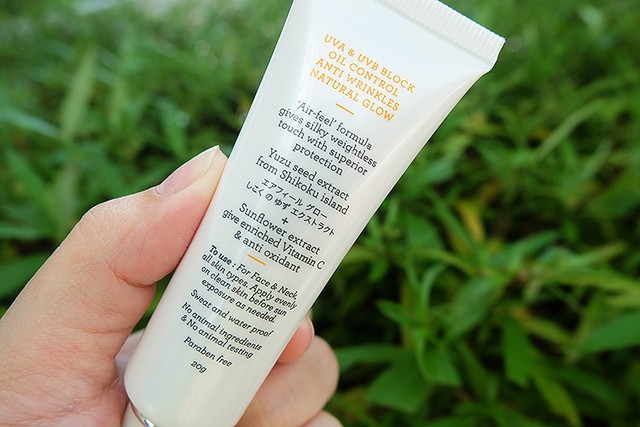 UVA & UVB BLOCK
OIL CONTROL
ANTI WRINKLES
NATURAL GLOW
'Air-feel' formula
gives silky weightless
touch with superior
protection
Yuzu seed extract
from Shikoku island
エアフィール グロー
しこくの ゆず エクストラクト
+
Sunflower extract
give enriched Vitamin C
& anti oxidant
To use : For Face & Neck,
all skin types. Apply evenly
on clean skin before sun
exposure as needed.
Sweat and water proof
No animal ingredients
& No animal testing
Paraben free
20g